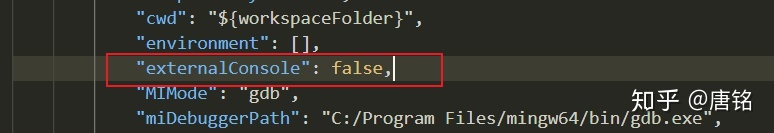 "cwd": "${workspaceFolder}",
"environment": [],
"externalConsole": false,
"MIMode": "gdb",
"miDebuggerPath": "C:/Program Files/mingw64/bin/gdb.exe",
知乎 @唐铭